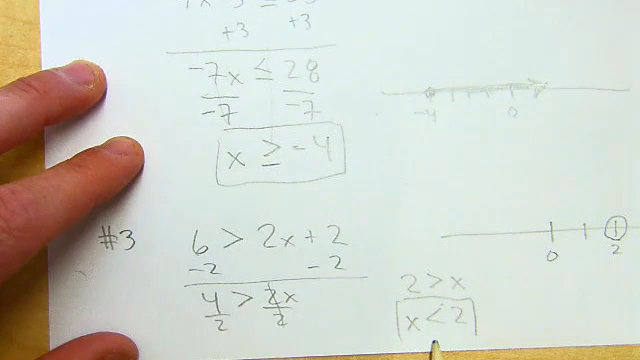 +3 +3
-7x ≤ 28
-7 -7
x ≥ -4
-4 0
#3 6 > 2x + 2
-2 -2
4 > 2x
2 2
2 > x
x < 2
0 2